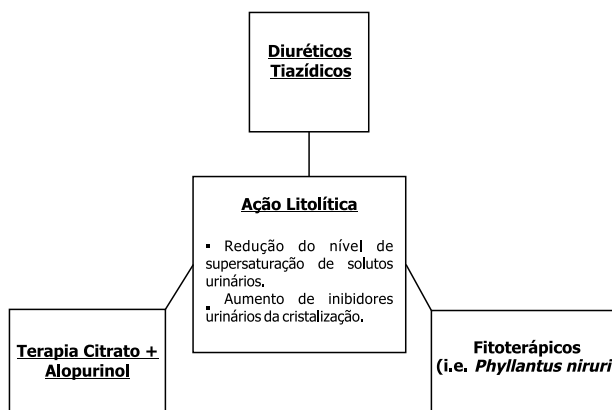 Diuréticos
Tiazídicos
Ação Litolítica
▪ Redução do nível de
supersaturação de solutos
urinários.
▪ Aumento de inibidores
urinários da cristalização.
Terapia Citrato +
Alopurinol
Fitoterápicos
(i.e. Phyllantus niruri